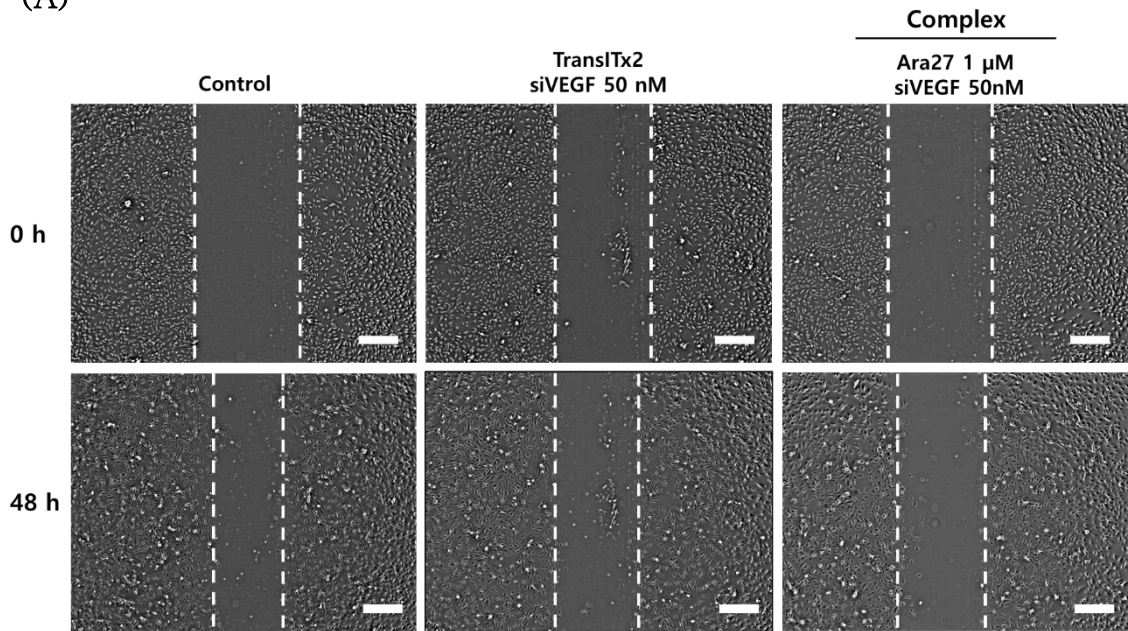 (A)
Complex
Control
TransITx2
siVEGF 50 nM
Ara27 1 μM
siVEGF 50nM
0 h
48 h